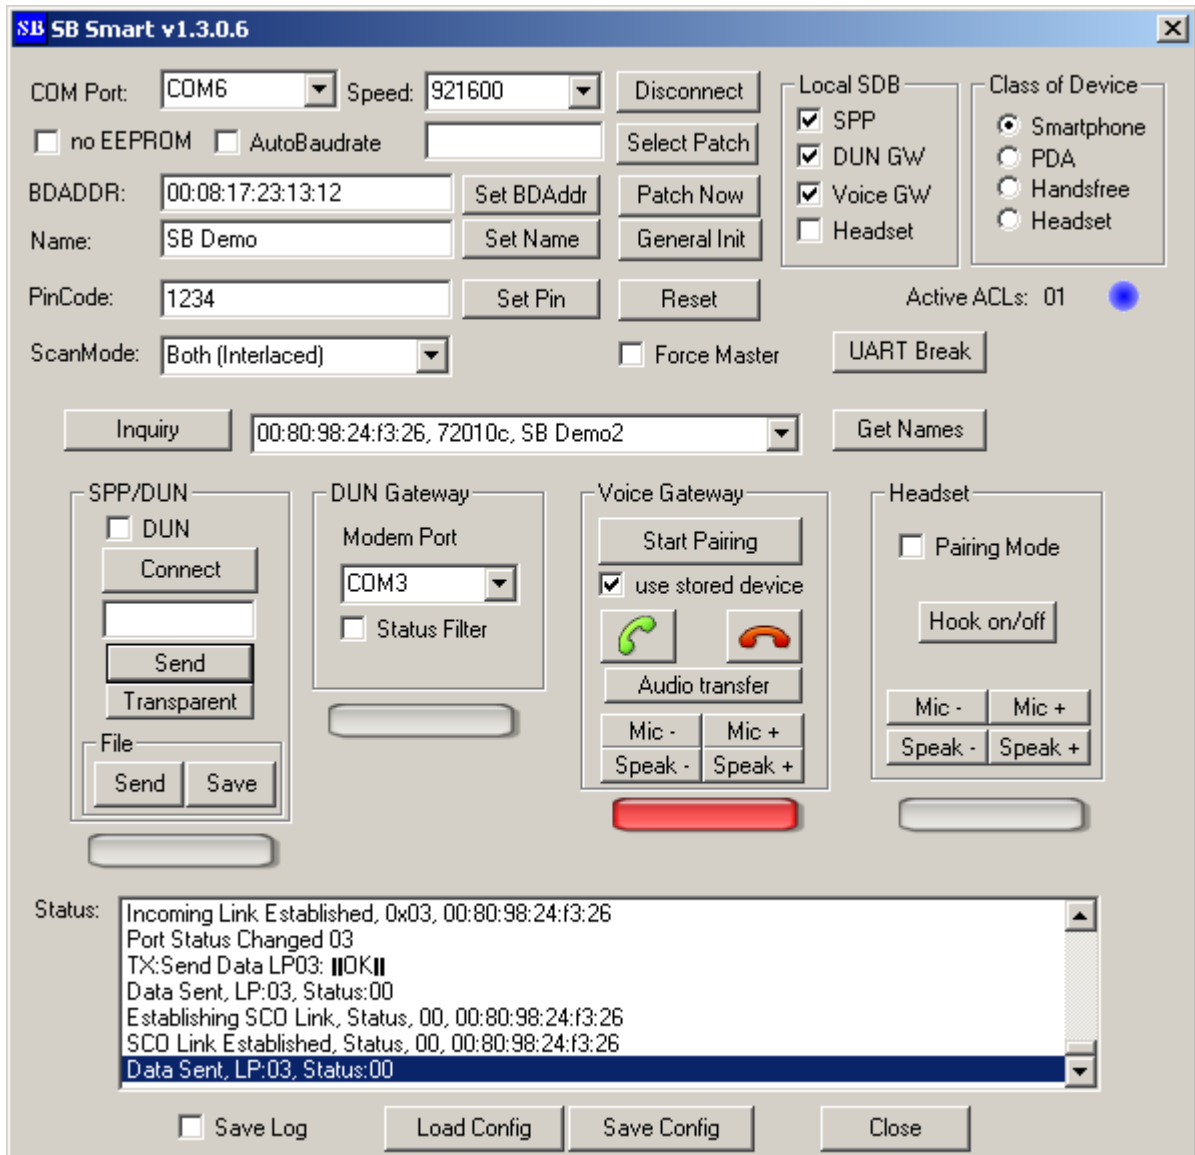 SB SB Smart v1.3.0.6
COM Port: COM6 Speed: 921600 Disconnect
no EEPROM AutoBaudrate Select Patch
BDADDR: 00:08:17:23:13:12 Set BDAddr Patch Now
Name: SB Demo Set Name General Init
PinCode: 1234 Set Pin Reset
ScanMode: Both (Interlaced) Force Master UART Break
Local SDB
SPP
DUN GW
Voice GW
Headset
Class of Device
Smartphone
PDA
Handsfree
Headset
Active ACLs: 01
Inquiry 00:80:98:24:f3:26, 72010c, SB Demo2 Get Names
SPP/DUN
DUN
Connect
Send
Transparent
File
Send Save
DUN Gateway
Modem Port
COM3
Status Filter
Voice Gateway
Start Pairing
use stored device
Audio transfer
Mic - Mic +
Speak - Speak +
Headset
Pairing Mode
Hook on/off
Mic - Mic +
Speak - Speak +
Status:
Incoming Link Established, 0x03, 00:80:98:24:f3:26
Port Status Changed 03
TX:Send Data LP03: ||OK||
Data Sent, LP:03, Status:00
Establishing SCO Link, Status, 00, 00:80:98:24:f3:26
SCO Link Established, Status, 00, 00:80:98:24:f3:26
Data Sent, LP:03, Status:00
Save Log Load Config Save Config Close